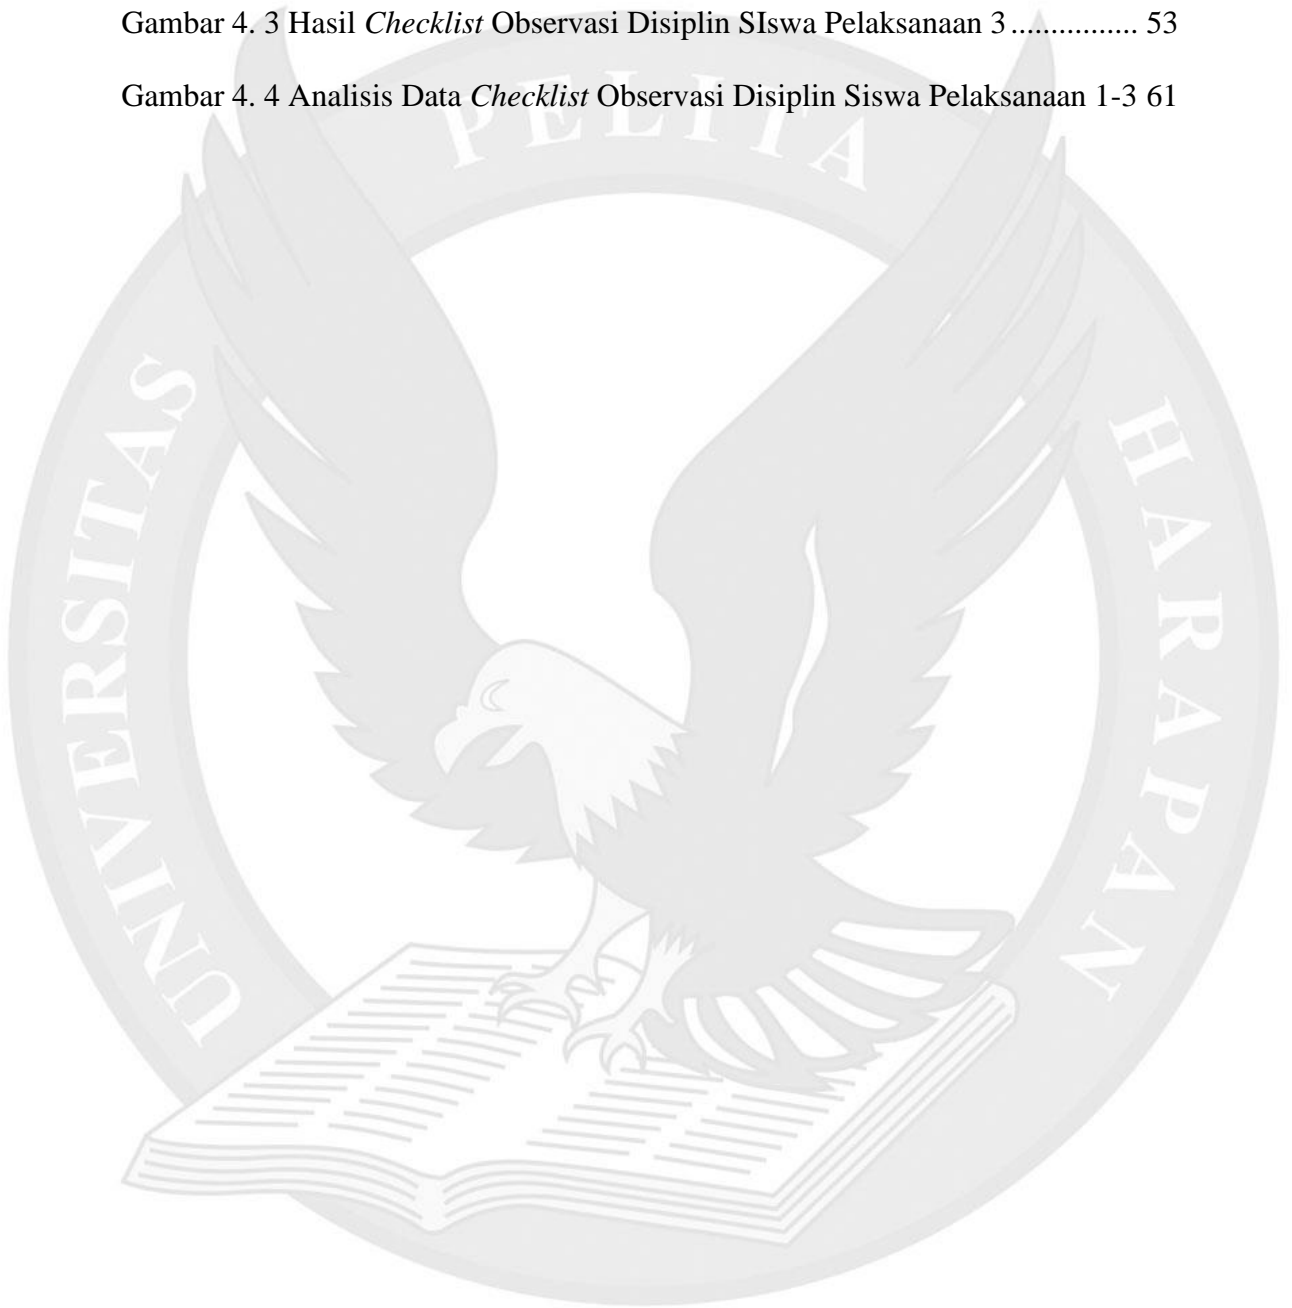 Gambar 4. 3 Hasil Checklist Observasi Disiplin SIswa Pelaksanaan 3 ................ 53
Gambar 4. 4 Analisis Data Checklist Observasi Disiplin Siswa Pelaksanaan 1-3 61
UNIVERSITAS PELITA HARAPAN